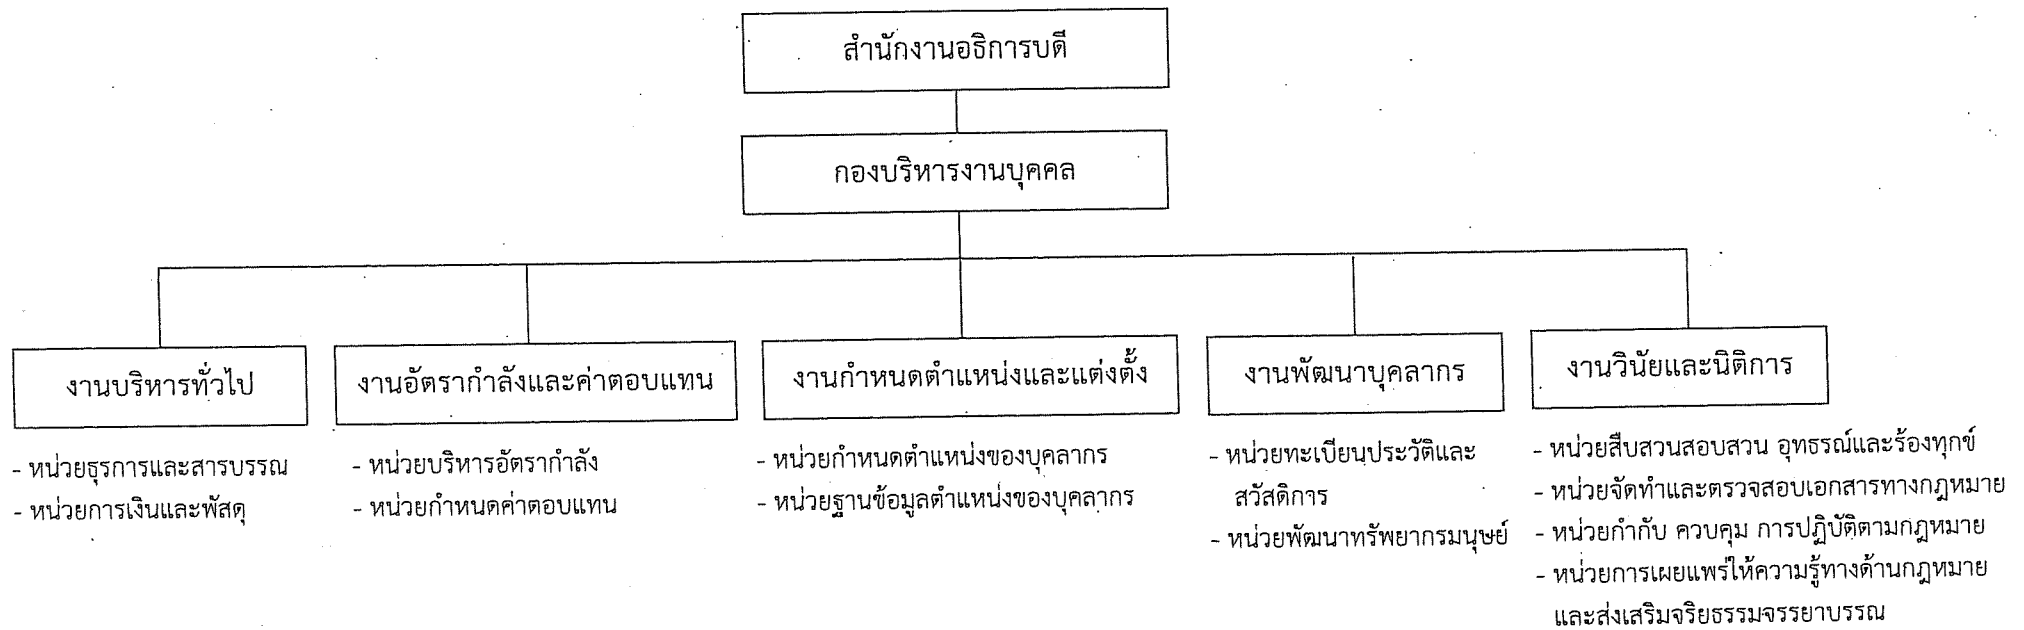 สำนักงานอธิการบดี
กองบริหารงานบุคคล
งานบริหารทั่วไป
- หน่วยธุรการและสารบรรณ
- หน่วยการเงินและพัสดุ
งานอัตรากำลังและค่าตอบแทน
- หน่วยบริหารอัตรากำลัง
- หน่วยกำหนดค่าตอบแทน
งานกำหนดตำแหน่งและแต่งตั้ง
- หน่วยกำหนดตำแหน่งของบุคลากร
- หน่วยฐานข้อมูลตำแหน่งของบุคลากร
งานพัฒนาบุคลากร
- หน่วยทะเบียนประวัติและ
สวัสดิการ
- หน่วยพัฒนาทรัพยากรมนุษย์
งานวินัยและนิติการ
- หน่วยสืบสวนสอบสวน อุทธรณ์และร้องทุกข์
- หน่วยจัดทำและตรวจสอบเอกสารทางกฎหมาย
- หน่วยกำกับ ควบคุม การปฏิบัติตามกฎหมาย
- หน่วยการเผยแพร่ให้ความรู้ทางด้านกฎหมาย
และส่งเสริมจริยธรรมจรรยาบรรณ